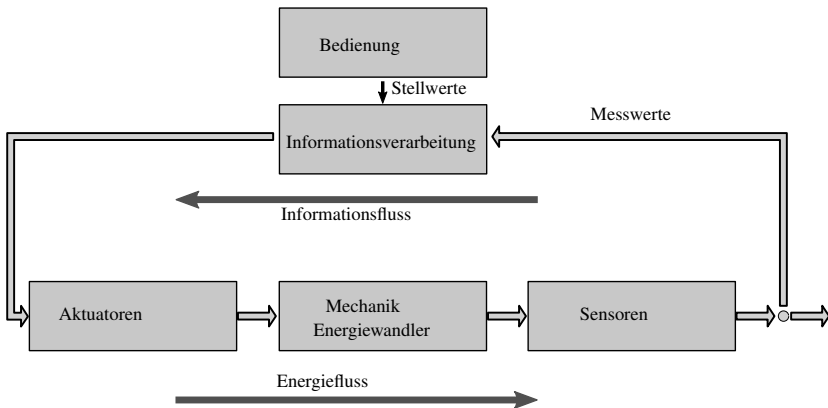 Bedienung
Stellwerte
Messwerte
Informationsverarbeitung
Informationsfluss
Aktuatoren
Mechanik
Energiewandler
Sensoren
Energiefluss